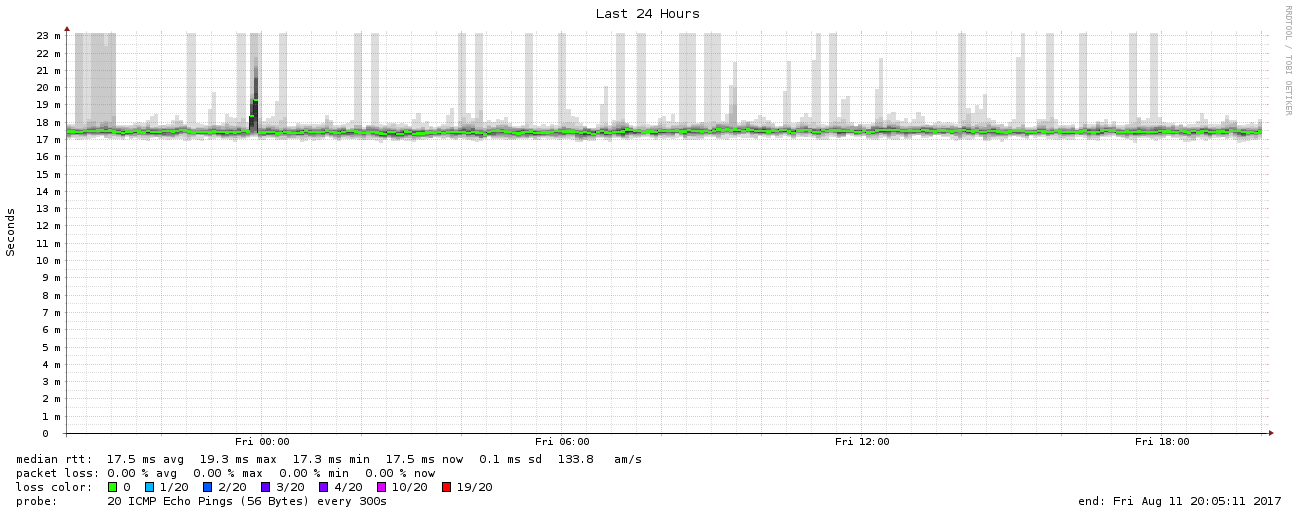 Last 24 Hours
RRDTOOL / TOBI OETIKER
Seconds
23 m
22 m
21 m
20 m
19 m
18 m
17 m
16 m
15 m
14 m
13 m
12 m
11 m
10 m
9 m
8 m
7 m
6 m
5 m
4 m
3 m
2 m
1 m
0
Fri 00:00 Fri 06:00 Fri 12:00 Fri 18:00
median rtt: 17.5 ms avg 19.3 ms max 17.3 ms min 17.5 ms now 0.1 ms sd 133.8 am/s
packet loss: 0.00 % avg 0.00 % max 0.00 % min 0.00 % now
loss color: 0 1/20 2/20 3/20 4/20 10/20 19/20
probe: 20 ICMP Echo Pings (56 Bytes) every 300s end: Fri Aug 11 20:05:11 2017